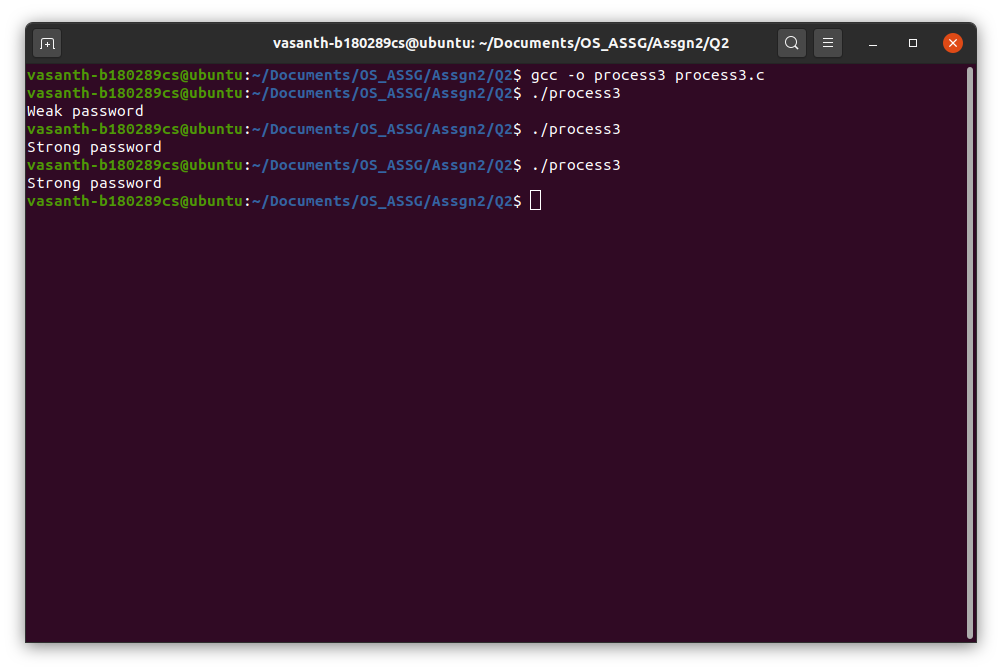 vasanth-b180289cs@ubuntu: ~/Documents/OS_ASSG/Assgn2/Q2
vasanth-b180289cs@ubuntu:~/Documents/OS_ASSG/Assgn2/Q2$ gcc -o process3 process3.c
vasanth-b180289cs@ubuntu:~/Documents/OS_ASSG/Assgn2/Q2$ ./process3
Weak password
vasanth-b180289cs@ubuntu:~/Documents/OS_ASSG/Assgn2/Q2$ ./process3
Strong password
vasanth-b180289cs@ubuntu:~/Documents/OS_ASSG/Assgn2/Q2$ ./process3
Strong password
vasanth-b180289cs@ubuntu:~/Documents/OS_ASSG/Assgn2/Q2$